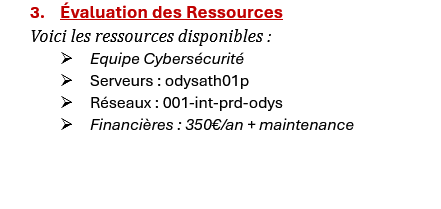 3. Évaluation des Ressources
Voici les ressources disponibles :
➢ Equipe Cybersécurité
➢ Serveurs : odysath01p
➢ Réseaux : 001-int-prd-odys
➢ Financières : 350€/an + maintenance